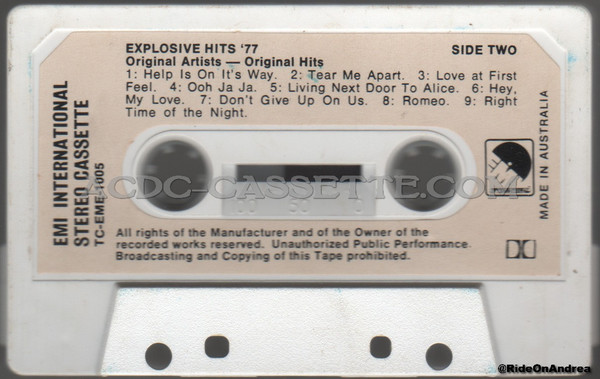 EXPLOSIVE HITS '77
SIDE TWO
Original Artists — Original Hits
1: Help Is On It's Way. 2: Tear Me Apart. 3: Love at First
Feel. 4: Ooh Ja Ja. 5: Living Next Door To Alice. 6: Hey,
My Love. 7: Don't Give Up On Us. 8: Romeo. 9: Right
Time of the Night.
EMI INTERNATIONAL
STEREO CASSETTE
TC-EME-1005
EMI
MADE IN AUSTRALIA
ACDC-CASSETTE.COM
All rights of the Manufacturer and of the Owner of the
recorded works reserved. Unauthorized Public Performance.
Broadcasting and Copying of this Tape prohibited.
@RideOnAndrea